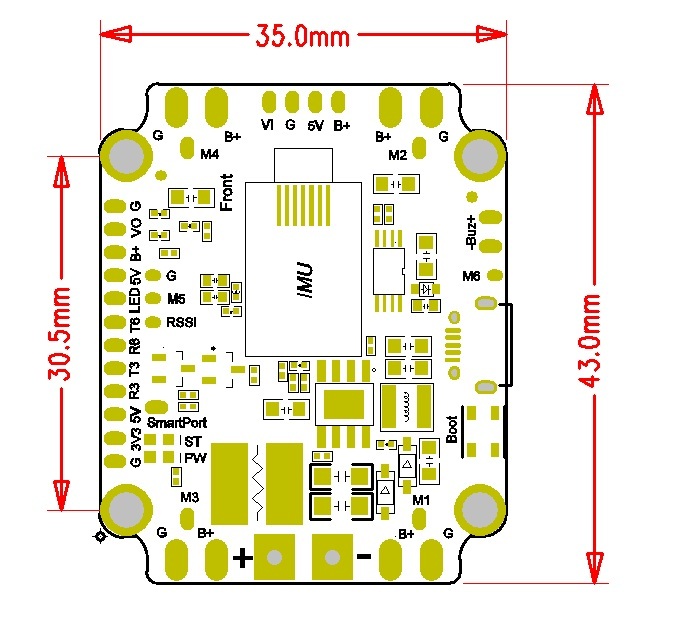 35.0mm
G B+ VI G 5V B+ B+ G
M4 M2
Front
G
VO
B+
5V
LED
T6
R6
T3
R3
5V
3V3
G
G
M5
RSSI
IMU
-Buz+
M6
30.5mm
43.0mm
SmartPort
ST
PW
Boot
M3 M1
G B+ + - B+ G